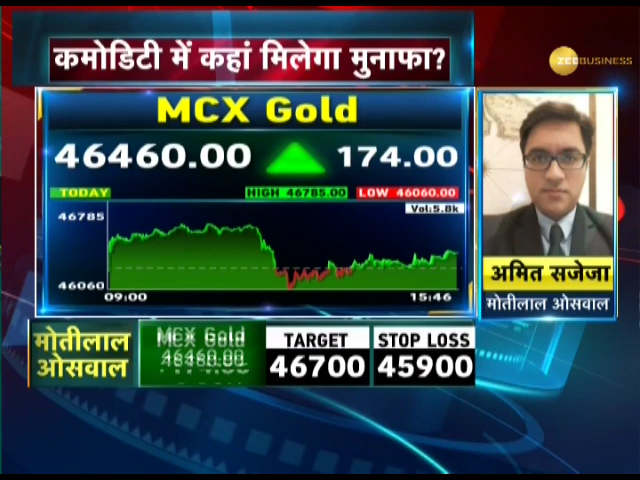 कमोडिटी में कहां मिलेगा मुनाफा?
ZEEBUSINESS
MCX Gold
46460.00 174.00
TODAY HIGH 46785.00 LOW 46060.00
Vol:5.8k
46785
46060
09:00 15:46
अमित सजेजा
मोतीलाल ओसवाल
मोतीलाल
ओसवाल
MCX Gold
46460.00
TARGET
46700
STOP LOSS
45900